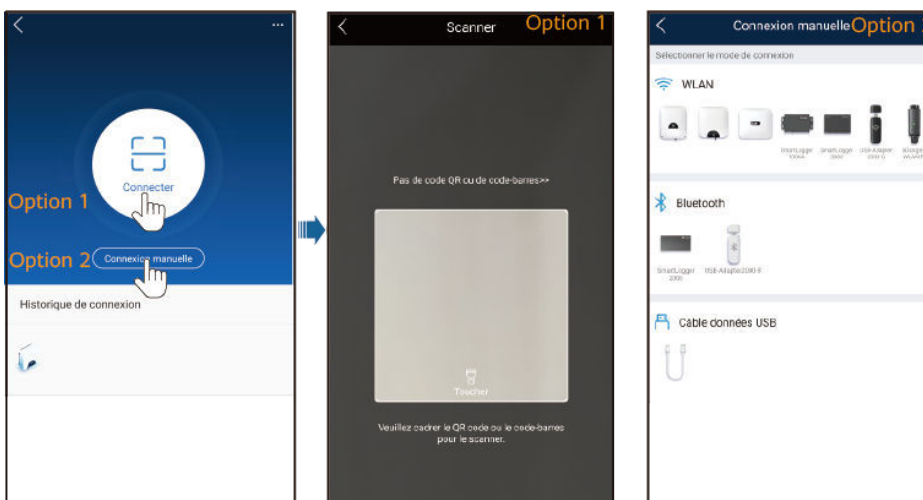 ...
Connecter
Option 1
Option 2
Connexion manuelle
Historique de connexion
Scanner
Option 1
Pas de code QR ou de code-barres>>
Toucher
Veuillez cadrer le QR code ou le code-barres
pour le scanner.
Connexion manuelle
Option
Sélectionner le mode de connexion
WLAN
SmartLogger
SmartLogger
USB-Adapter
Bluetooth
SmartLogger
2000
USB-Adapter2000-B
Câble données USB